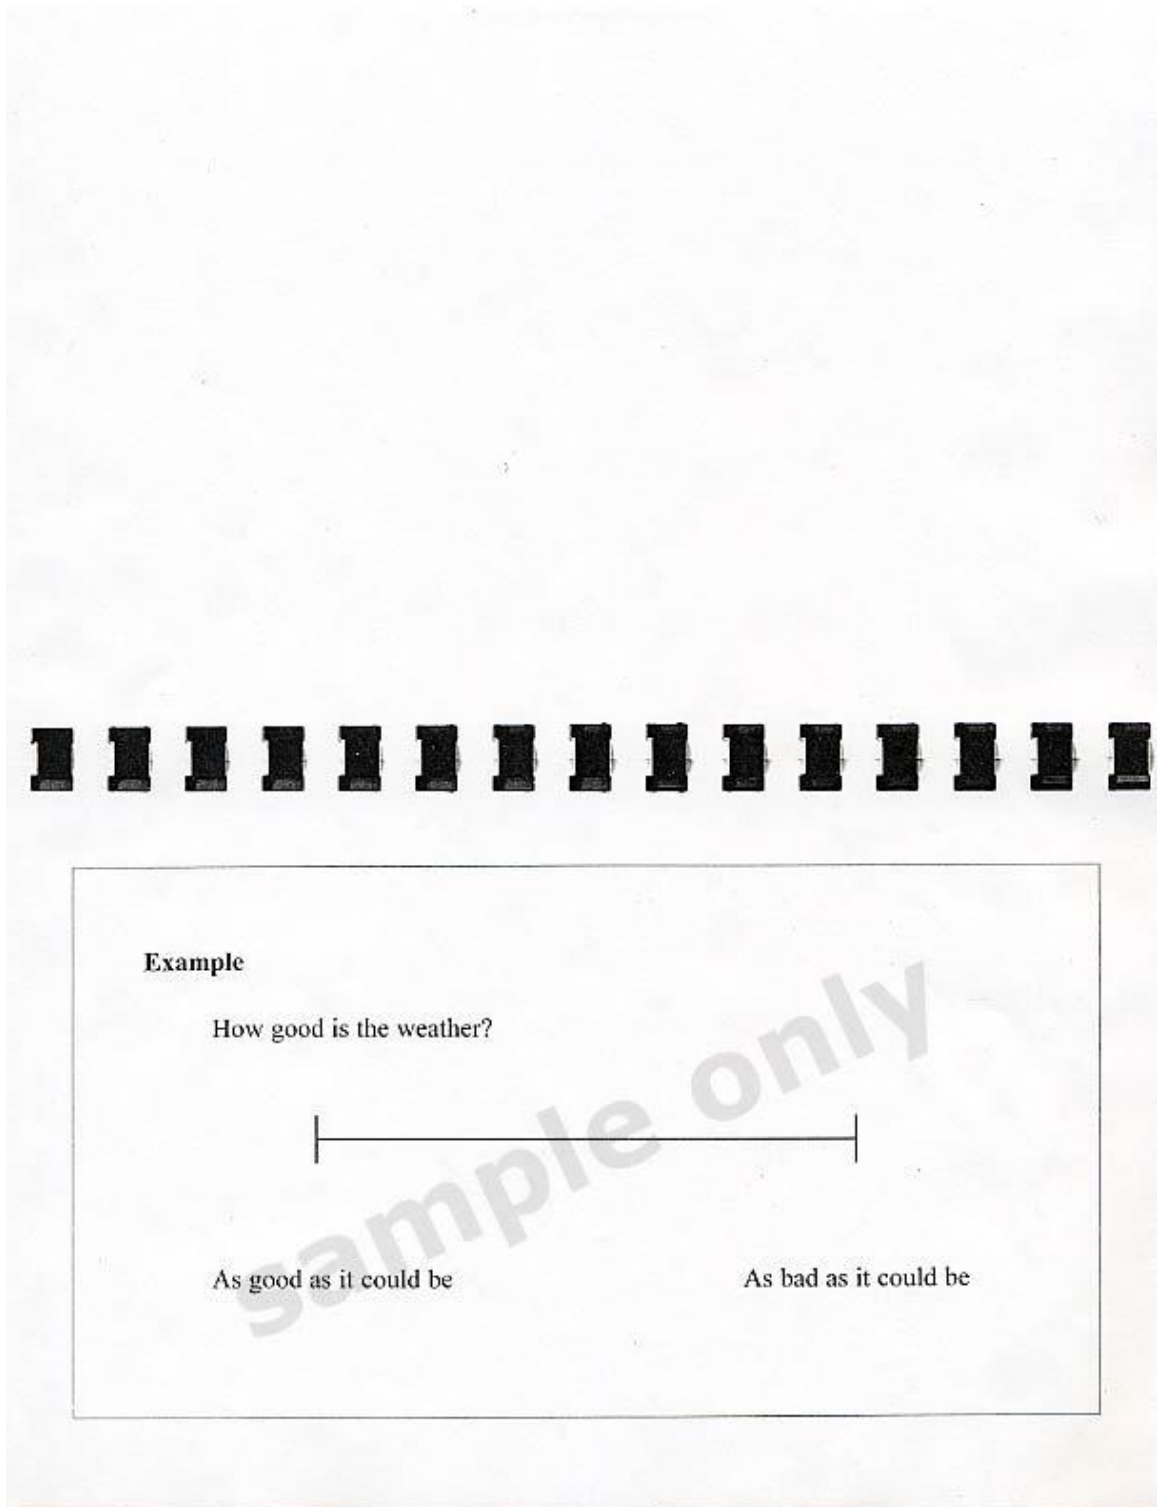 Example
How good is the weather?
sample only
As good as it could be
As bad as it could be